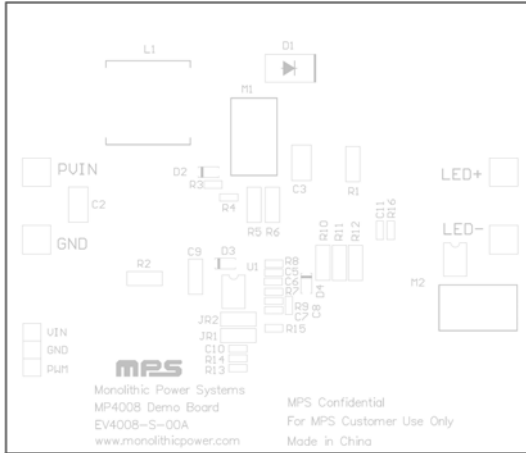 L1
D1
M1
PVIN
D2
R3
R4
C3
R1
LED+
C2
R5
R6
C11
R16
GND
LED-
R10
R11
R12
R2
C9
D3
U1
R8
C5
C6
R7
D4
M2
R9
C7
C8
JR2
JR1
R15
VIN
GND
PWM
C10
R14
R13
mps
Monolithic Power Systems
MP4008 Demo Board
EV4008-S-00A
www.monolithicpower.com
MPS Confidential
For MPS Customer Use Only
Made in China